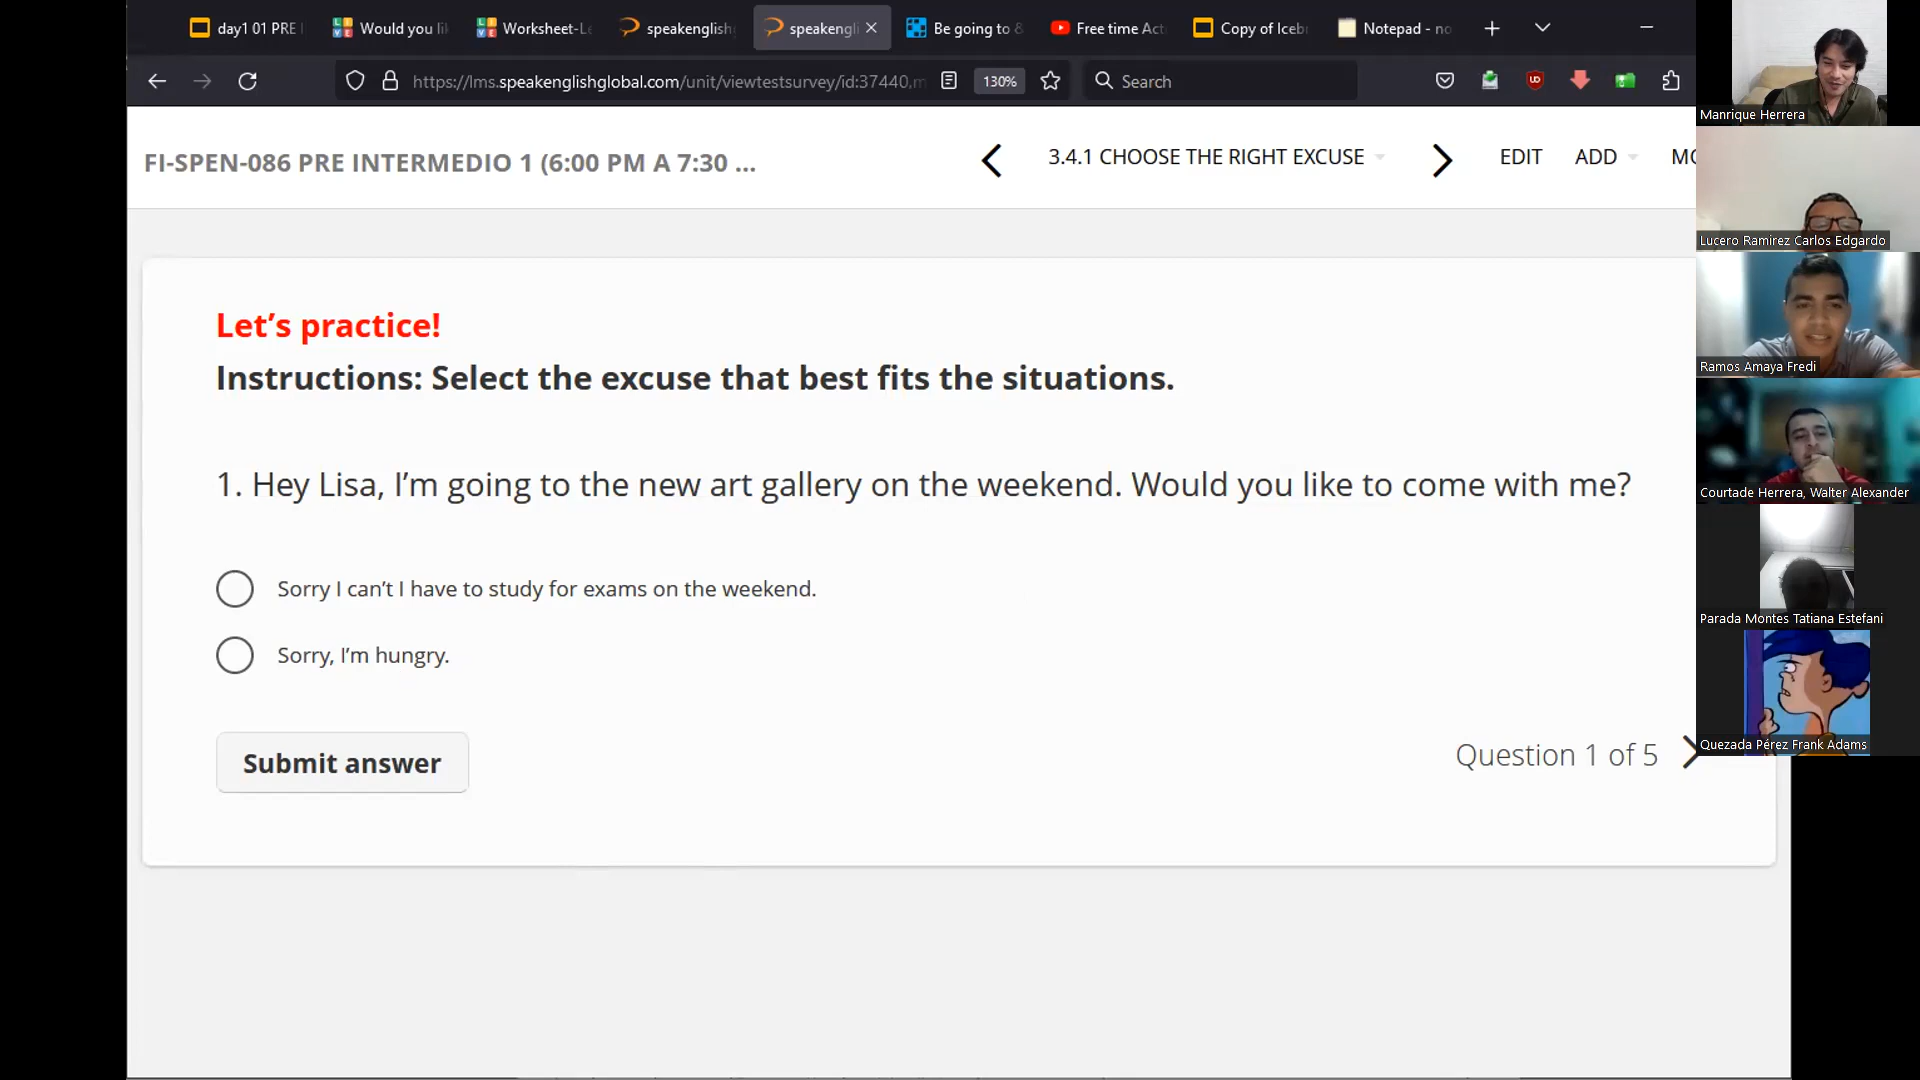 day1 01 PRE I
Would you li
Worksheet-L
speakenglish
speakengl
Be going to &
Free time Act
Copy of Iceb
Notepad - no
https://lms.speakenglishglobal.com/unit/viewtestsurvey/id:37440,m
130%
Search
FI-SPEN-086 PRE INTERMEDIO 1 (6:00 PM A 7:30 ...
3.4.1 CHOOSE THE RIGHT EXCUSE
EDIT
ADD
MO
Let’s practice!
Instructions: Select the excuse that best fits the situations.
1. Hey Lisa, I’m going to the new art gallery on the weekend. Would you like to come with me?
Sorry I can’t I have to study for exams on the weekend.
Sorry, I’m hungry.
Submit answer
Question 1 of 5
Manrique Herrera
Lucero Ramirez Carlos Edgardo
Ramos Amaya Fredi
Courtade Herrera, Walter Alexander
Parada Montes Tatiana Estefani
Quezada Pérez Frank Adams